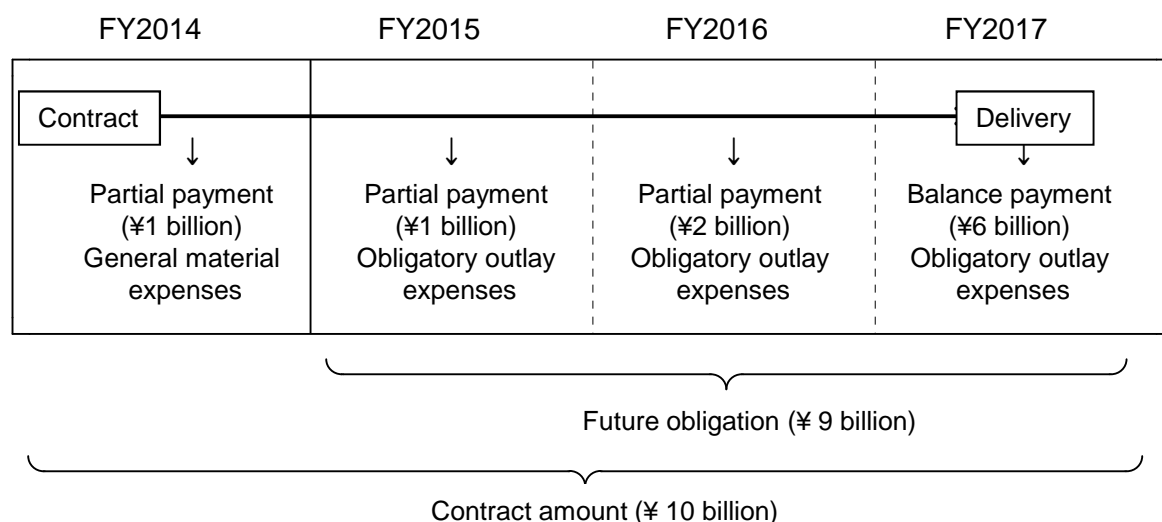 FY2014 FY2015 FY2016 FY2017
Contract Delivery
Partial payment Partial payment Partial payment Balance payment
(¥1 billion) (¥1 billion) (¥2 billion) (¥6 billion)
General material Obligatory outlay Obligatory outlay Obligatory outlay
expenses expenses expenses expenses
Future obligation (¥ 9 billion)
Contract amount (¥ 10 billion)